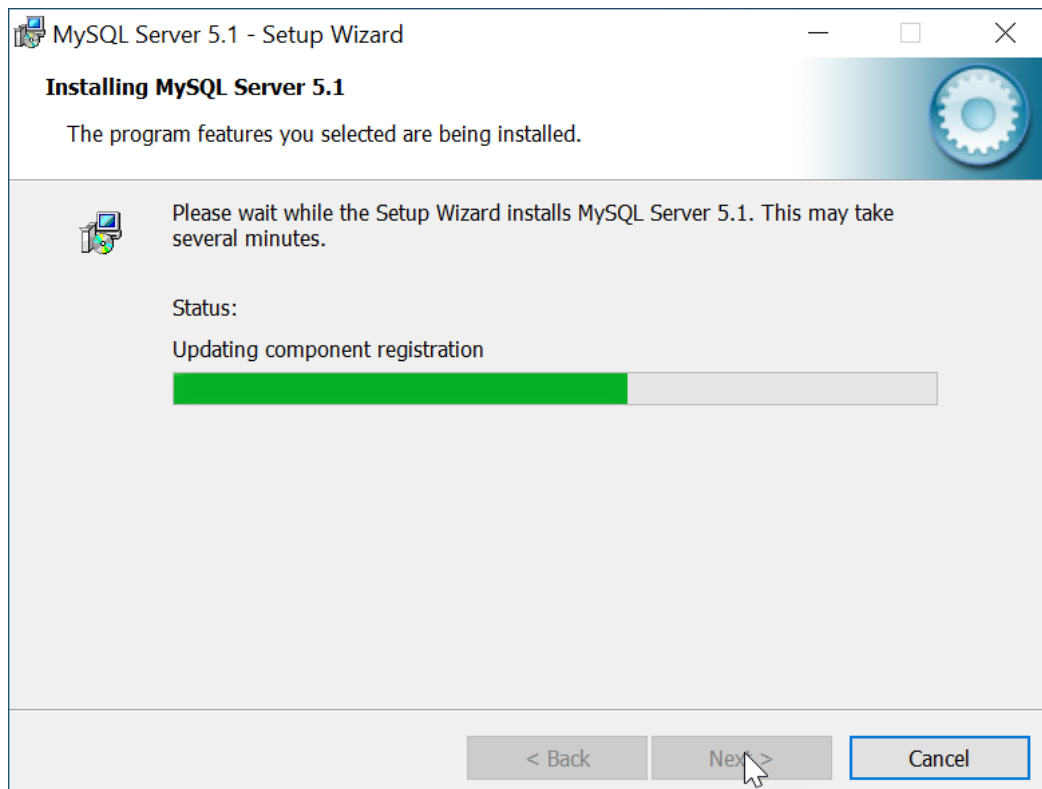 MySQL Server 5.1 - Setup Wizard
Installing MySQL Server 5.1
The program features you selected are being installed.
Please wait while the Setup Wizard installs MySQL Server 5.1. This may take
several minutes.
Status:
Updating component registration
< Back
Next >
Cancel